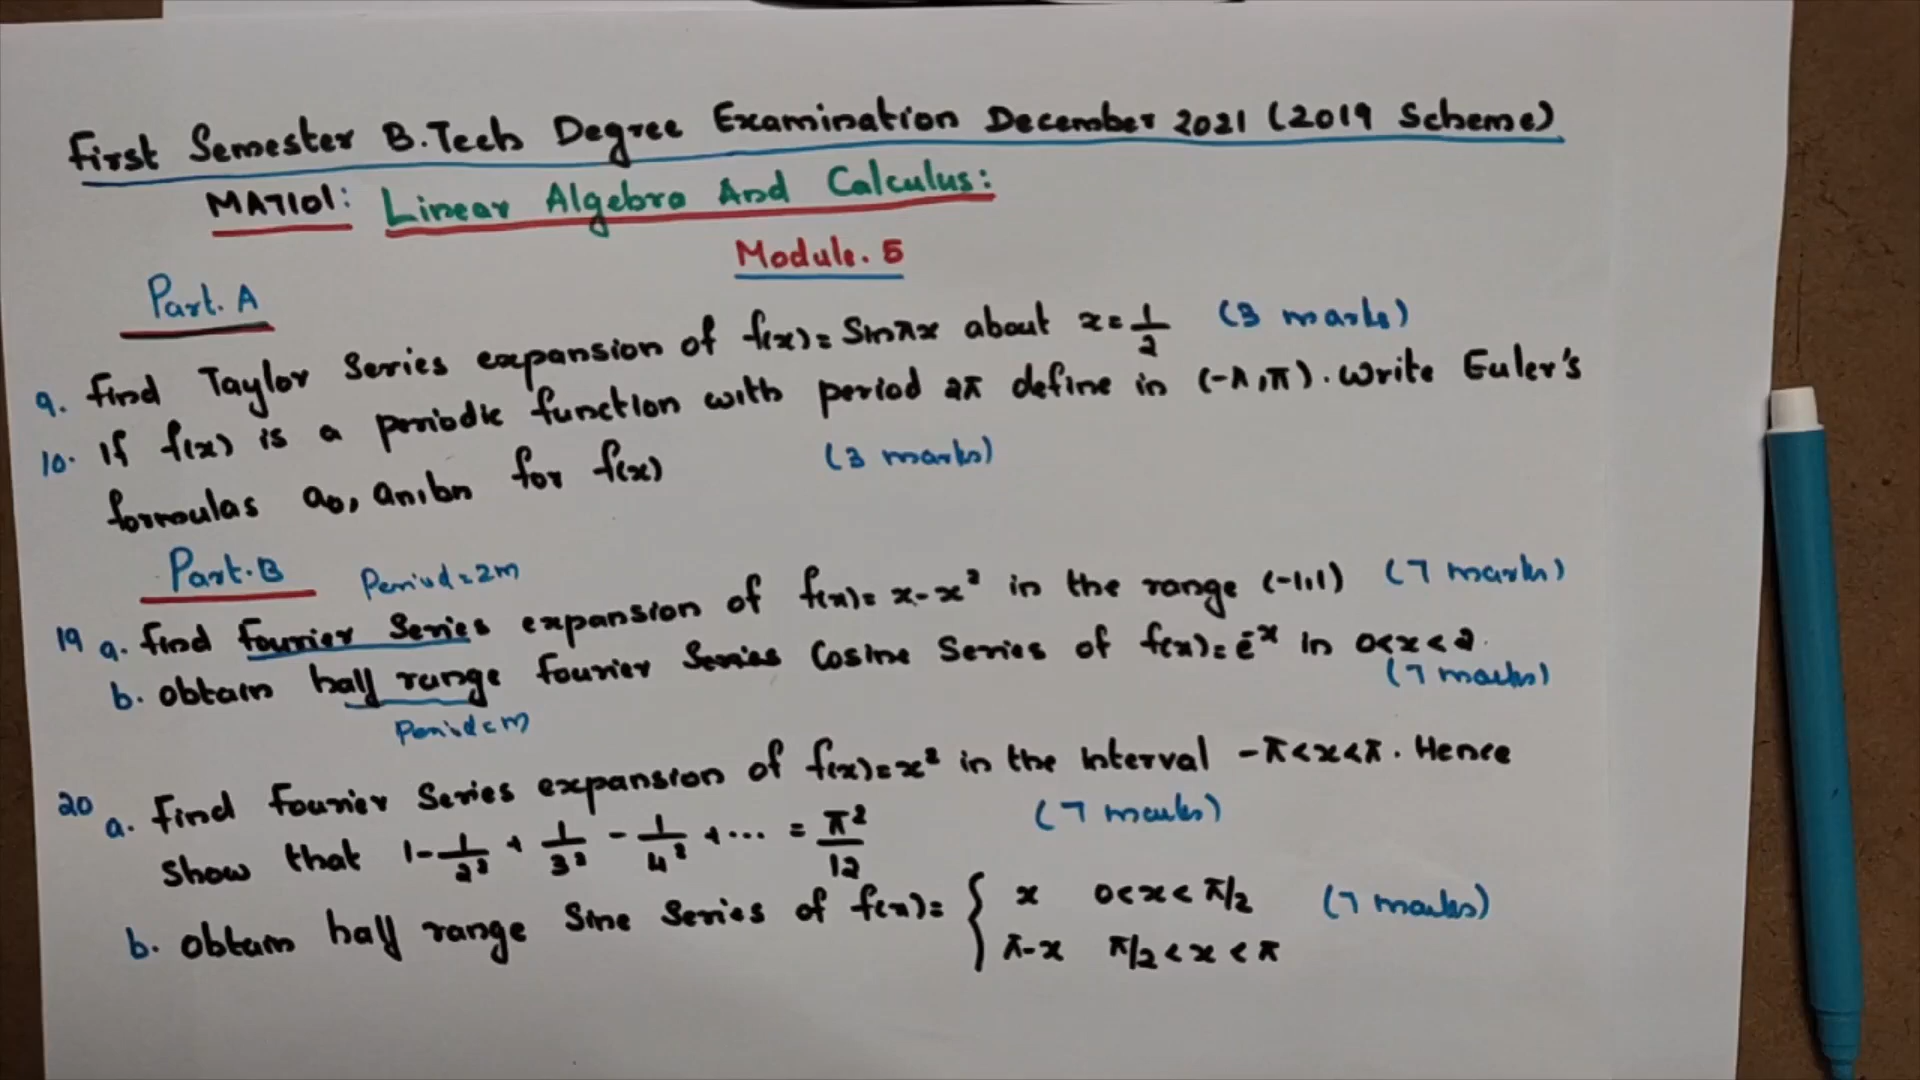 First Semester B.Tech Degree Examination December 2021 (2019 Scheme)
MAT101: Linear Algebra And Calculus:
Module. 5
Part. A
9. find Taylor Series expansion of f(x)= Sinπx about x=1/2 (3 marks)
10. If f(x) is a periodic function with period 2π define in (-π,π). Write Euler's
formulas a₀, an, bn for f(x) (3 marks)
Part.B Period=2m
19 a. find fourier Series expansion of f(x)= x-x² in the range (-1,1) (7 marks)
b. obtain half range fourier Series Cosine Series of f(x)= e⁻ˣ in 0<x<2.
(7 marks)
Period=m
20 a. Find fourier Series expansion of f(x)=x² in the interval -π<x<π. Hence
Show that 1-1/2²+1/3²-1/4²+... = π²/12 (7 marks)
b. obtain half range Sine Series of f(x)= { x 0<x<π/2 (7 marks)
π-x π/2<x<π